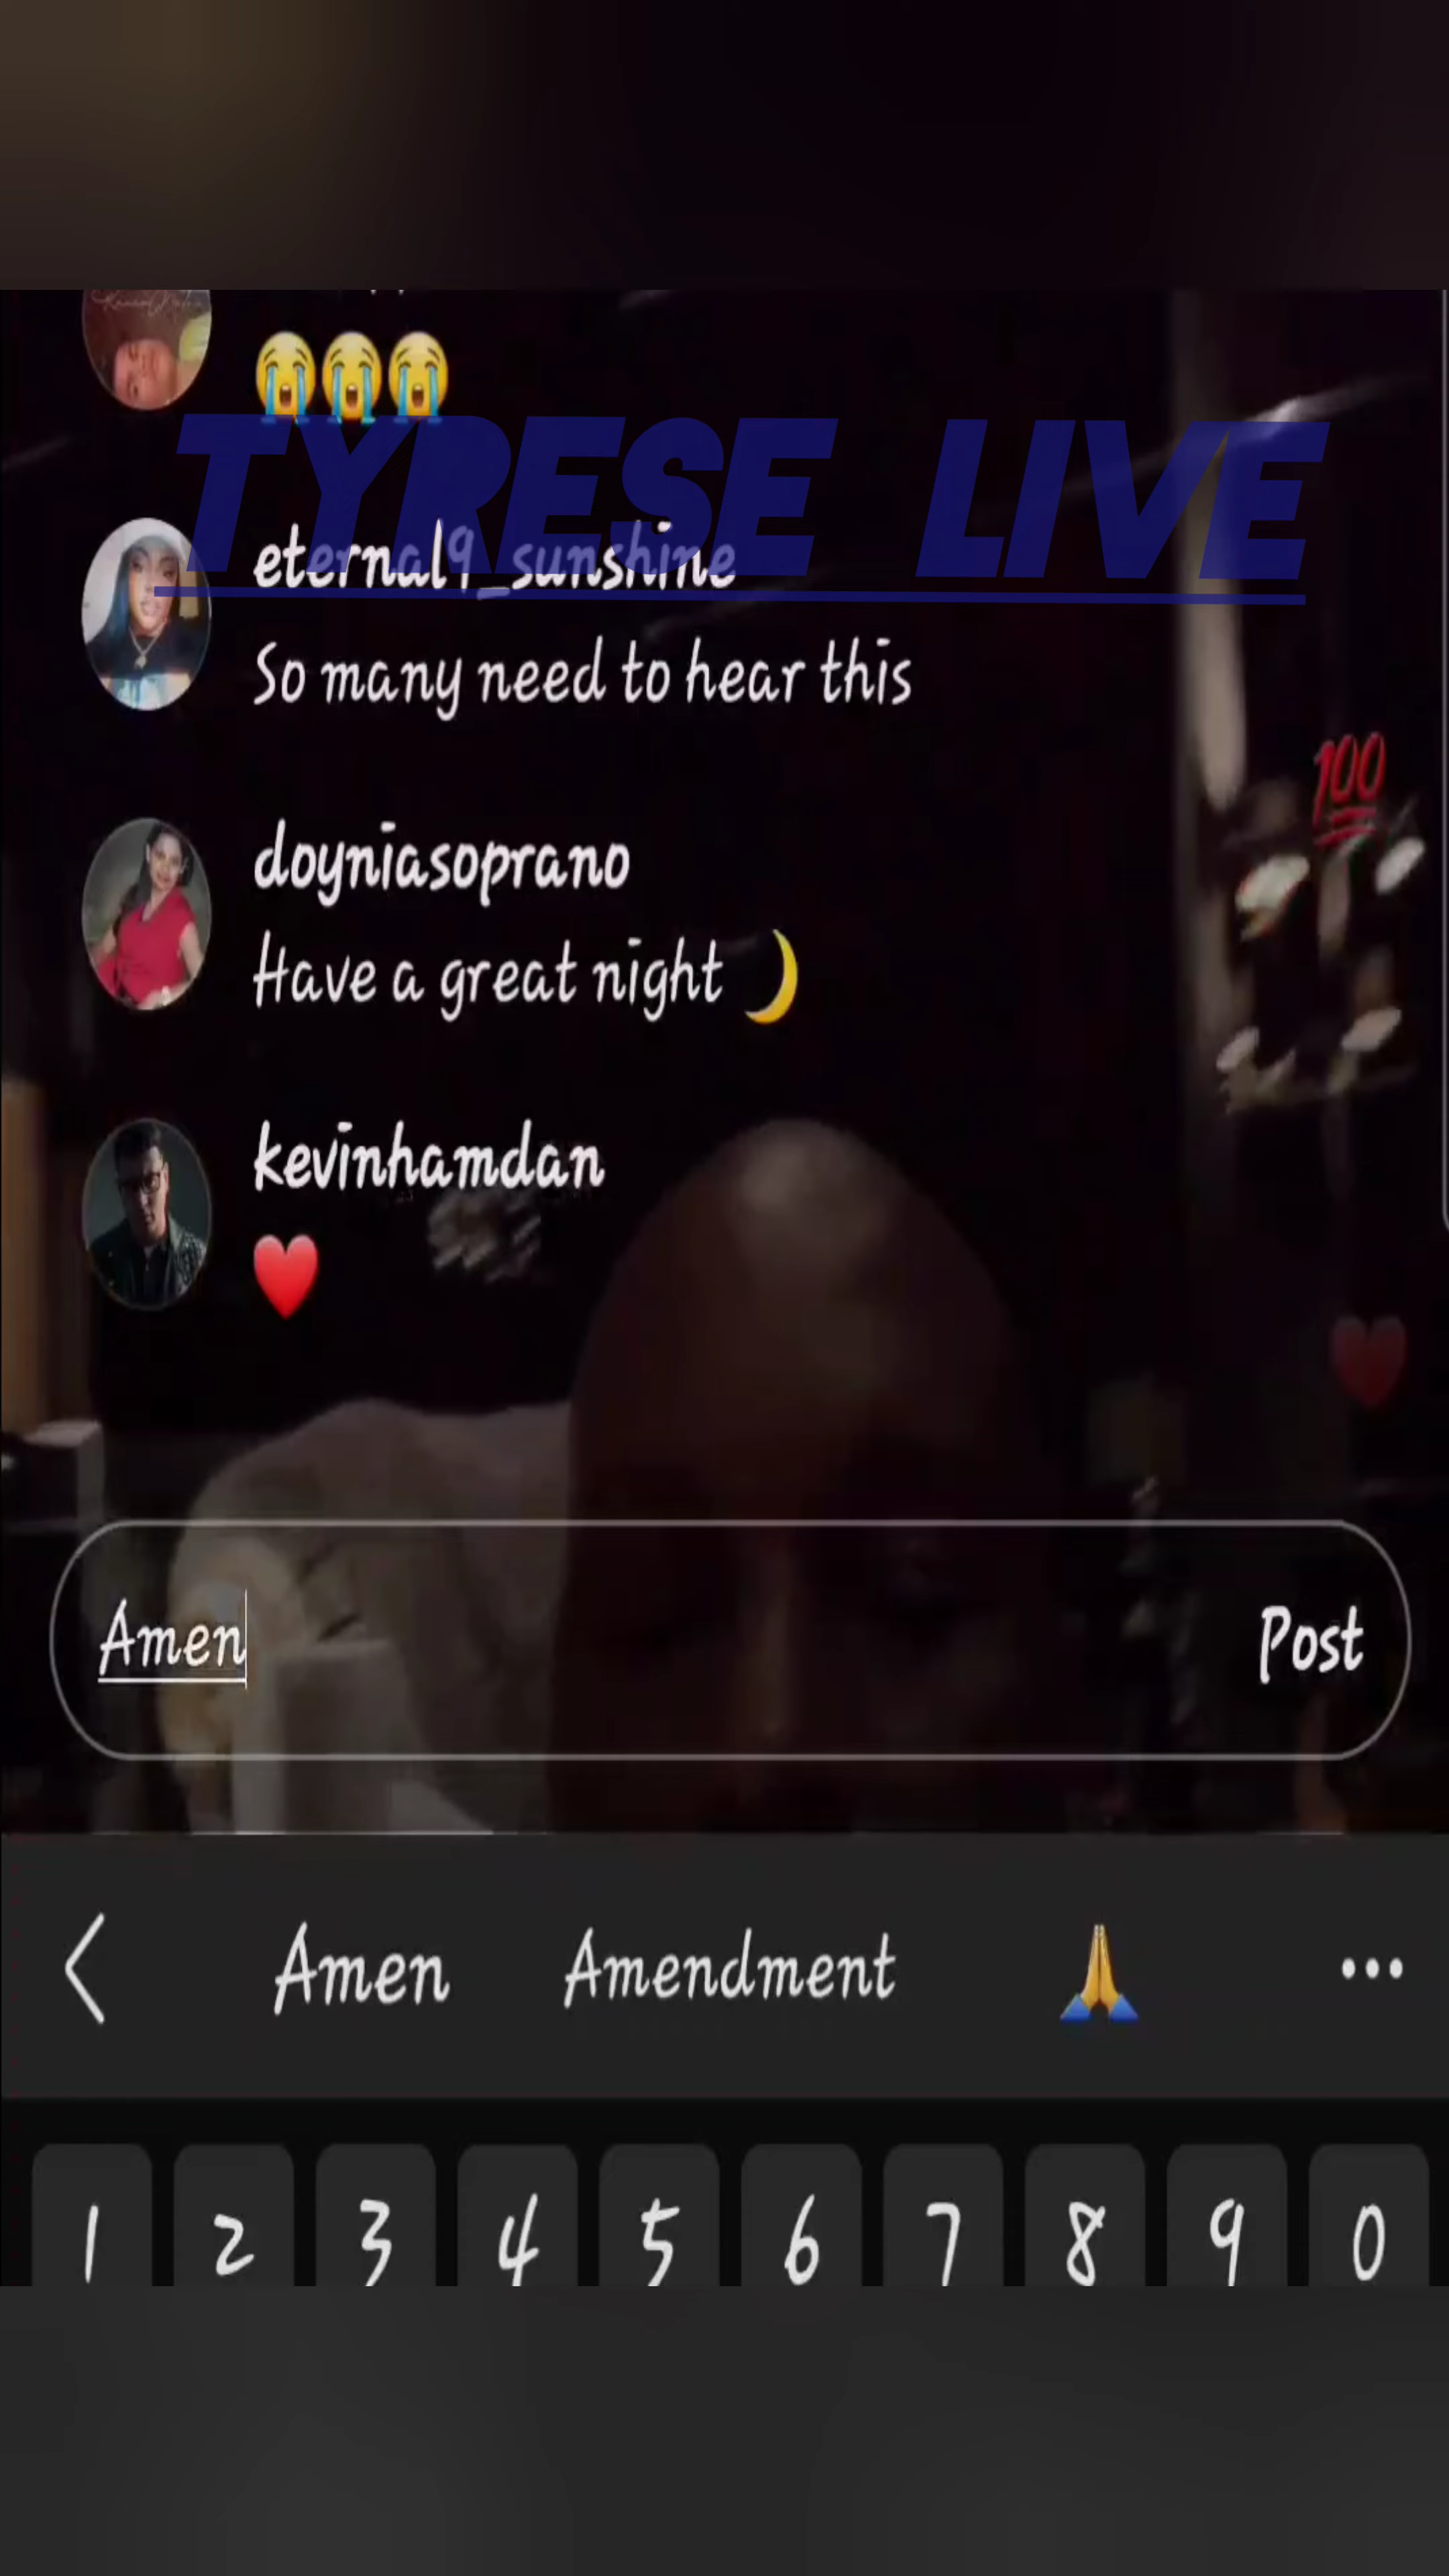 😭😭😭
TYRESE LIVE
eternal9_sunshine
So many need to hear this
doyniasoprano
Have a great night 🌙
kevinhamdan
❤️
💯
Amen
Post
Amen Amendment 🙏 ...
1 2 3 4 5 6 7 8 9 0